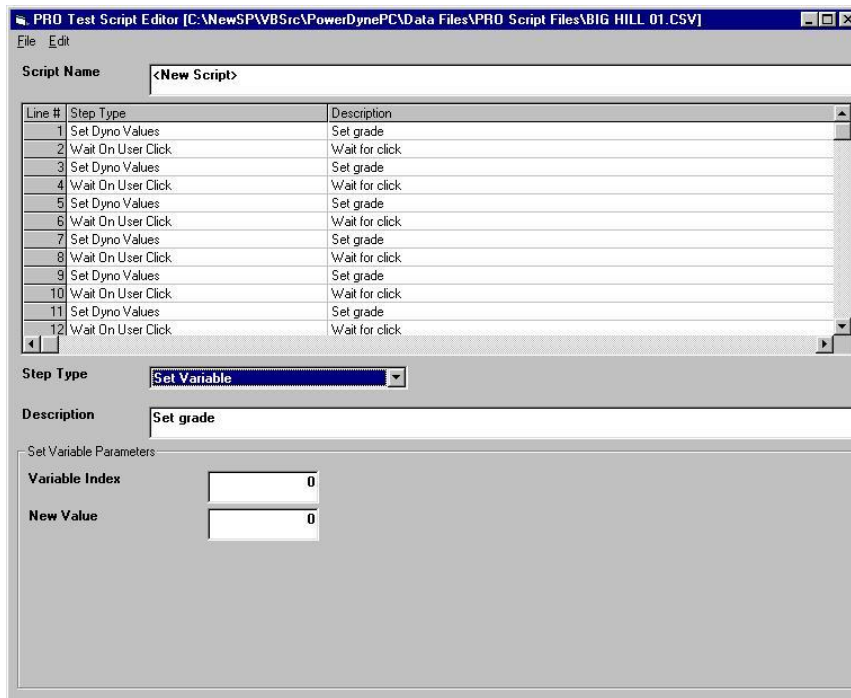 PRO Test Script Editor [C:\NewSP\VBSrc\PowerDynePC\Data Files\PRO Script Files\BIG HILL 01.CSV]
File Edit
Script Name <New Script>
Line # Step Type Description
1 Set Dyno Values Set grade
2 Wait On User Click Wait for click
3 Set Dyno Values Set grade
4 Wait On User Click Wait for click
5 Set Dyno Values Set grade
6 Wait On User Click Wait for click
7 Set Dyno Values Set grade
8 Wait On User Click Wait for click
9 Set Dyno Values Set grade
10 Wait On User Click Wait for click
11 Set Dyno Values Set grade
12 Wait On User Click Wait for click
Step Type Set Variable
Description Set grade
Set Variable Parameters
Variable Index 0
New Value 0